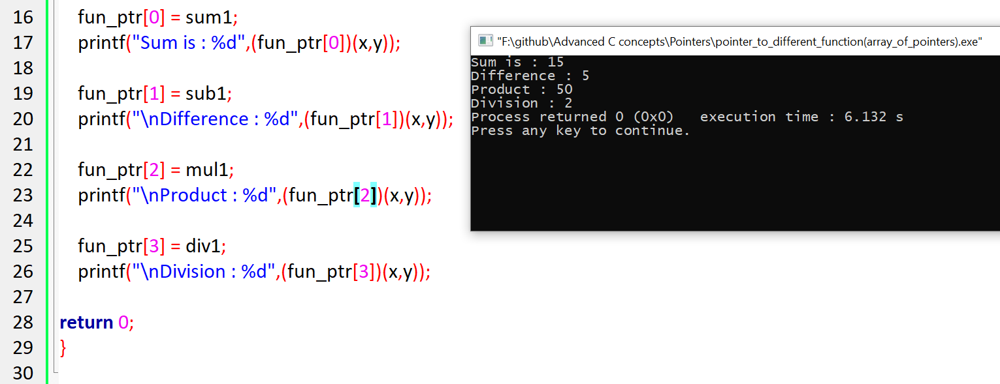 16 fun_ptr[0] = sum1;
17 printf("Sum is : %d",(fun_ptr[0])(x,y));
18
19 fun_ptr[1] = sub1;
20 printf("\nDifference : %d",(fun_ptr[1])(x,y));
21
22 fun_ptr[2] = mul1;
23 printf("\nProduct : %d",(fun_ptr[2])(x,y));
24
25 fun_ptr[3] = div1;
26 printf("\nDivision : %d",(fun_ptr[3])(x,y));
27
28 return 0;
29 }
30
"F:\github\Advanced C concepts\Pointers\pointer_to_different_function(array_of_pointers).exe"
Sum is : 15
Difference : 5
Product : 50
Division : 2
Process returned 0 (0x0)   execution time : 6.132 s
Press any key to continue.